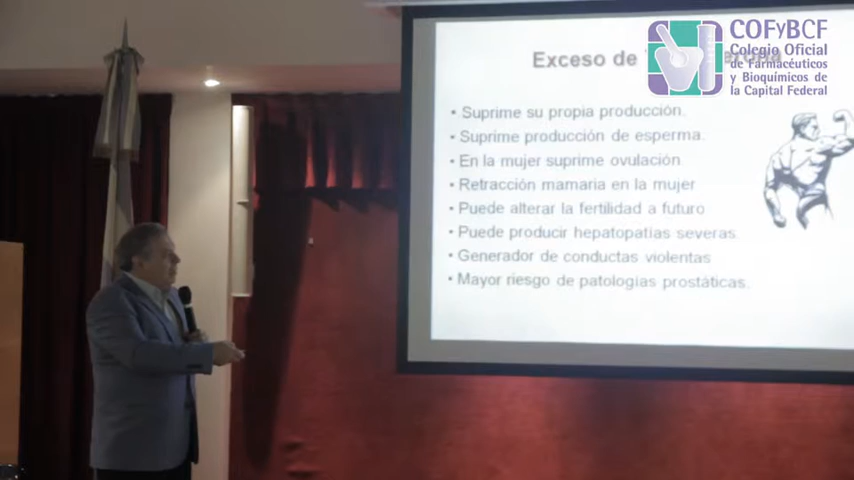 COFyBCF
Colegio Oficial
de Farmacéuticos
y Bioquímicos de
la Capital Federal
Exceso de
• Suprime su propia producción.
• Suprime producción de esperma.
• En la mujer suprime ovulación
• Retracción mamaria en la mujer
• Puede alterar la fertilidad a futuro
• Puede producir hepatopatías severas.
• Generador de conductas violentas
• Mayor riesgo de patologías prostáticas.